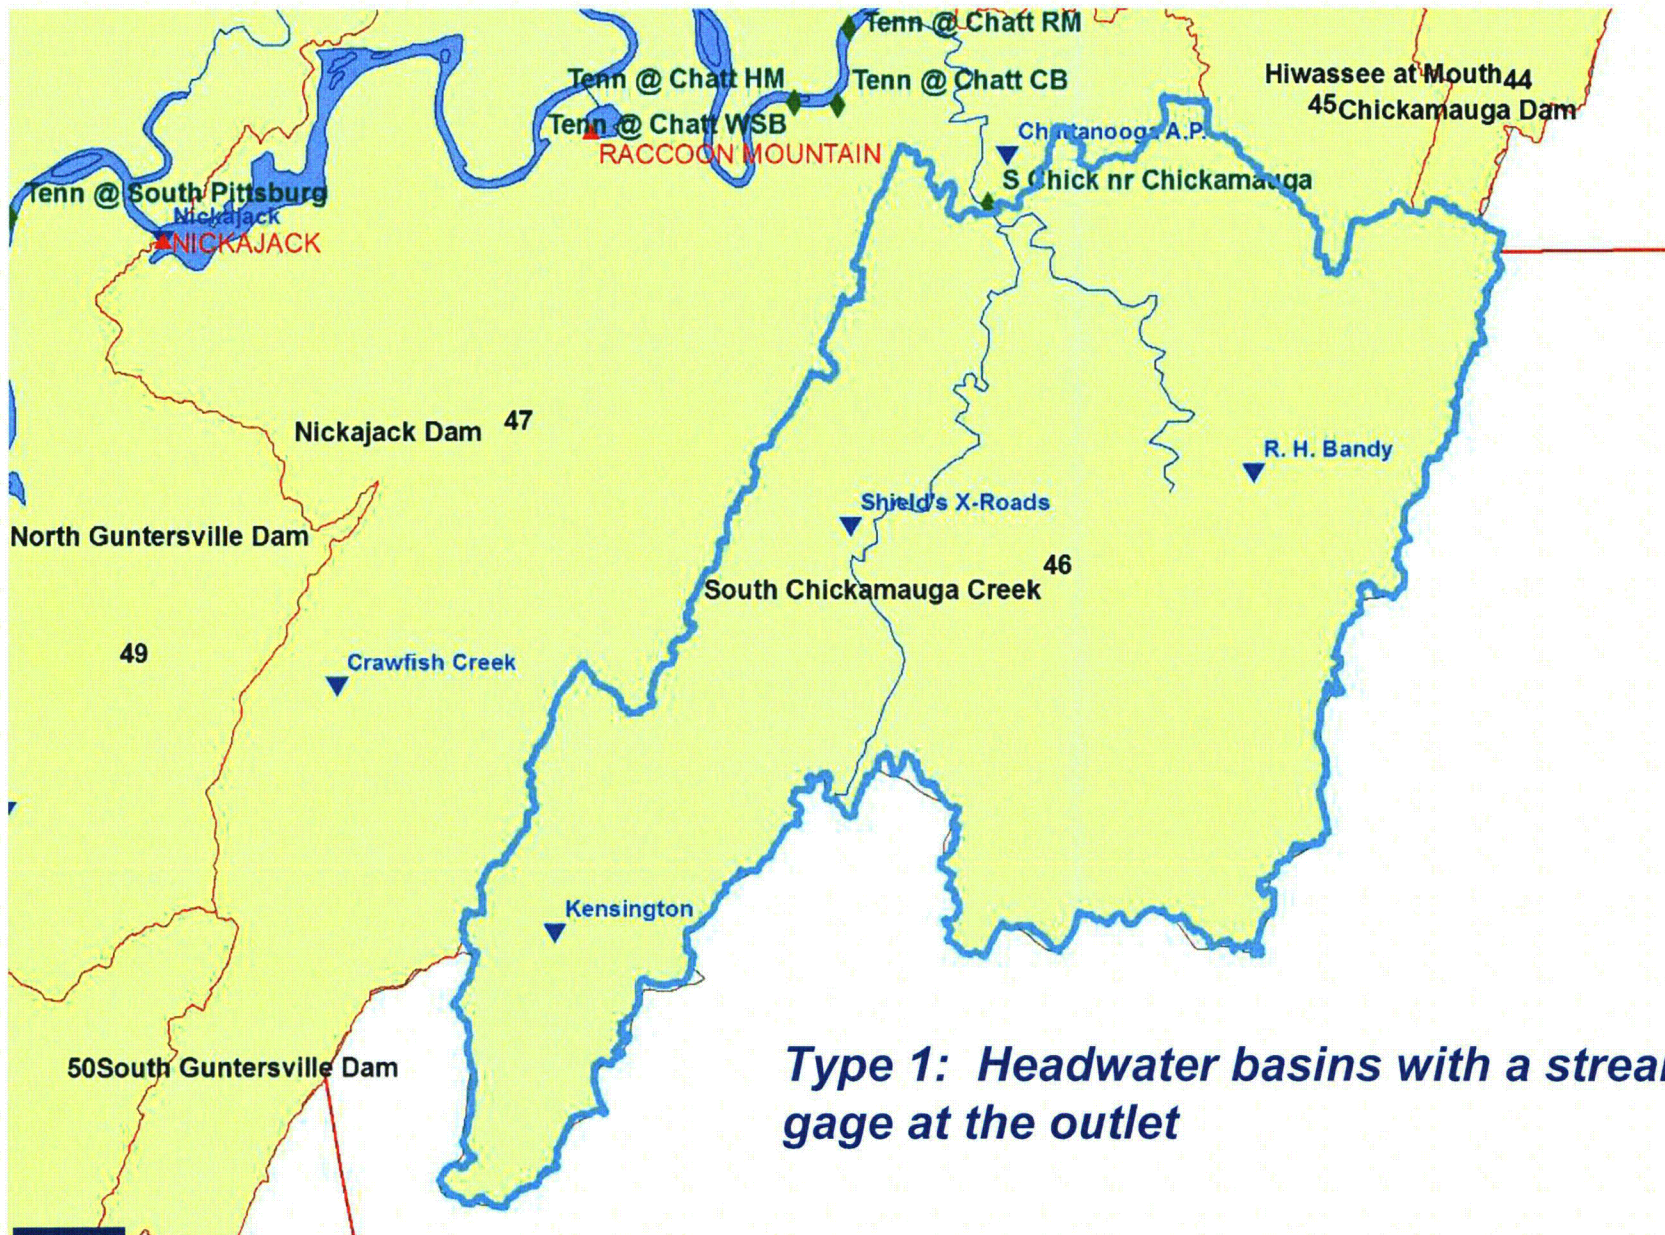 Tenn @ Chatt RM
Tenn @ Chatt HM
Tenn @ Chatt CB
Hiwassee at Mouth 44
45 Chickamauga Dam
Tenn @ Chatt WSB
Chattanooga A.P.
RACCOON MOUNTAIN
S Chick nr Chickamauga
Tenn @ South Pittsburg
Nickajack
NICKAJACK
Nickajack Dam 47
R. H. Bandy
Shield's X-Roads
North Guntersville Dam
46
South Chickamauga Creek
49
Crawfish Creek
Kensington
50 South Guntersville Dam
Type 1: Headwater basins with a strea
gage at the outlet